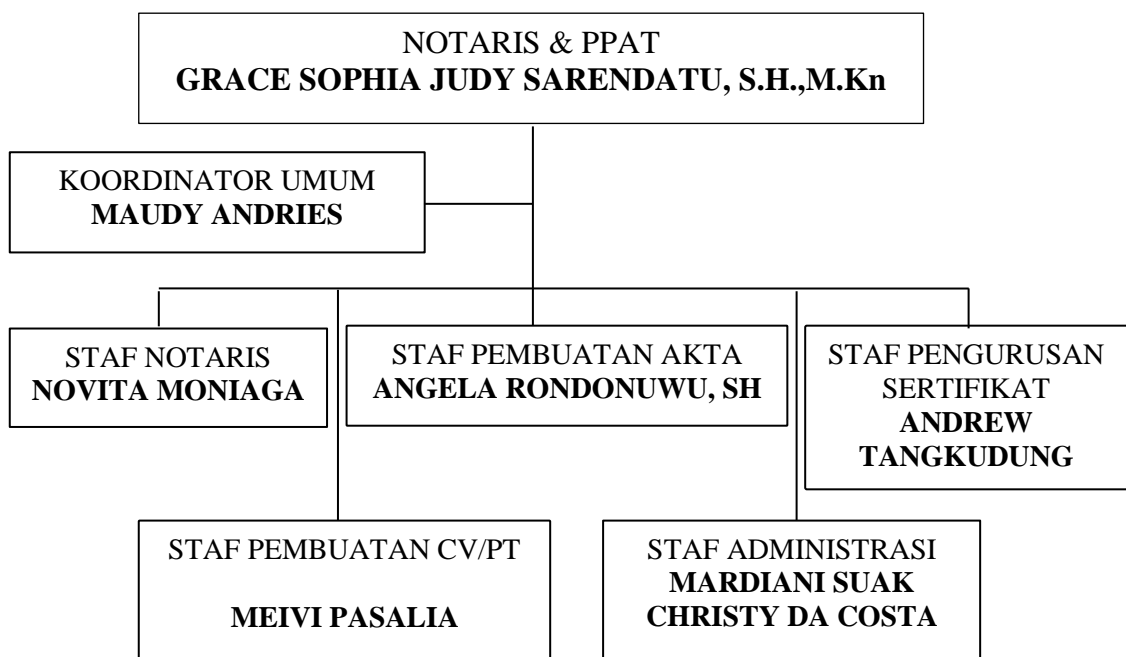 NOTARIS & PPAT
GRACE SOPHIA JUDY SARENDATU, S.H.,M.Kn
KOORDINATOR UMUM
MAUDY ANDRIES
STAF NOTARIS
NOVITA MONIAGA
STAF PEMBUATAN AKTA
ANGELA RONDONUWU, SH
STAF PENGURUSAN
SERTIFIKAT
ANDREW
TANGKUDUNG
STAF PEMBUATAN CV/PT
MEIVI PASALIA
STAF ADMINISTRASI
MARDIANI SUAK
CHRISTY DA COSTA